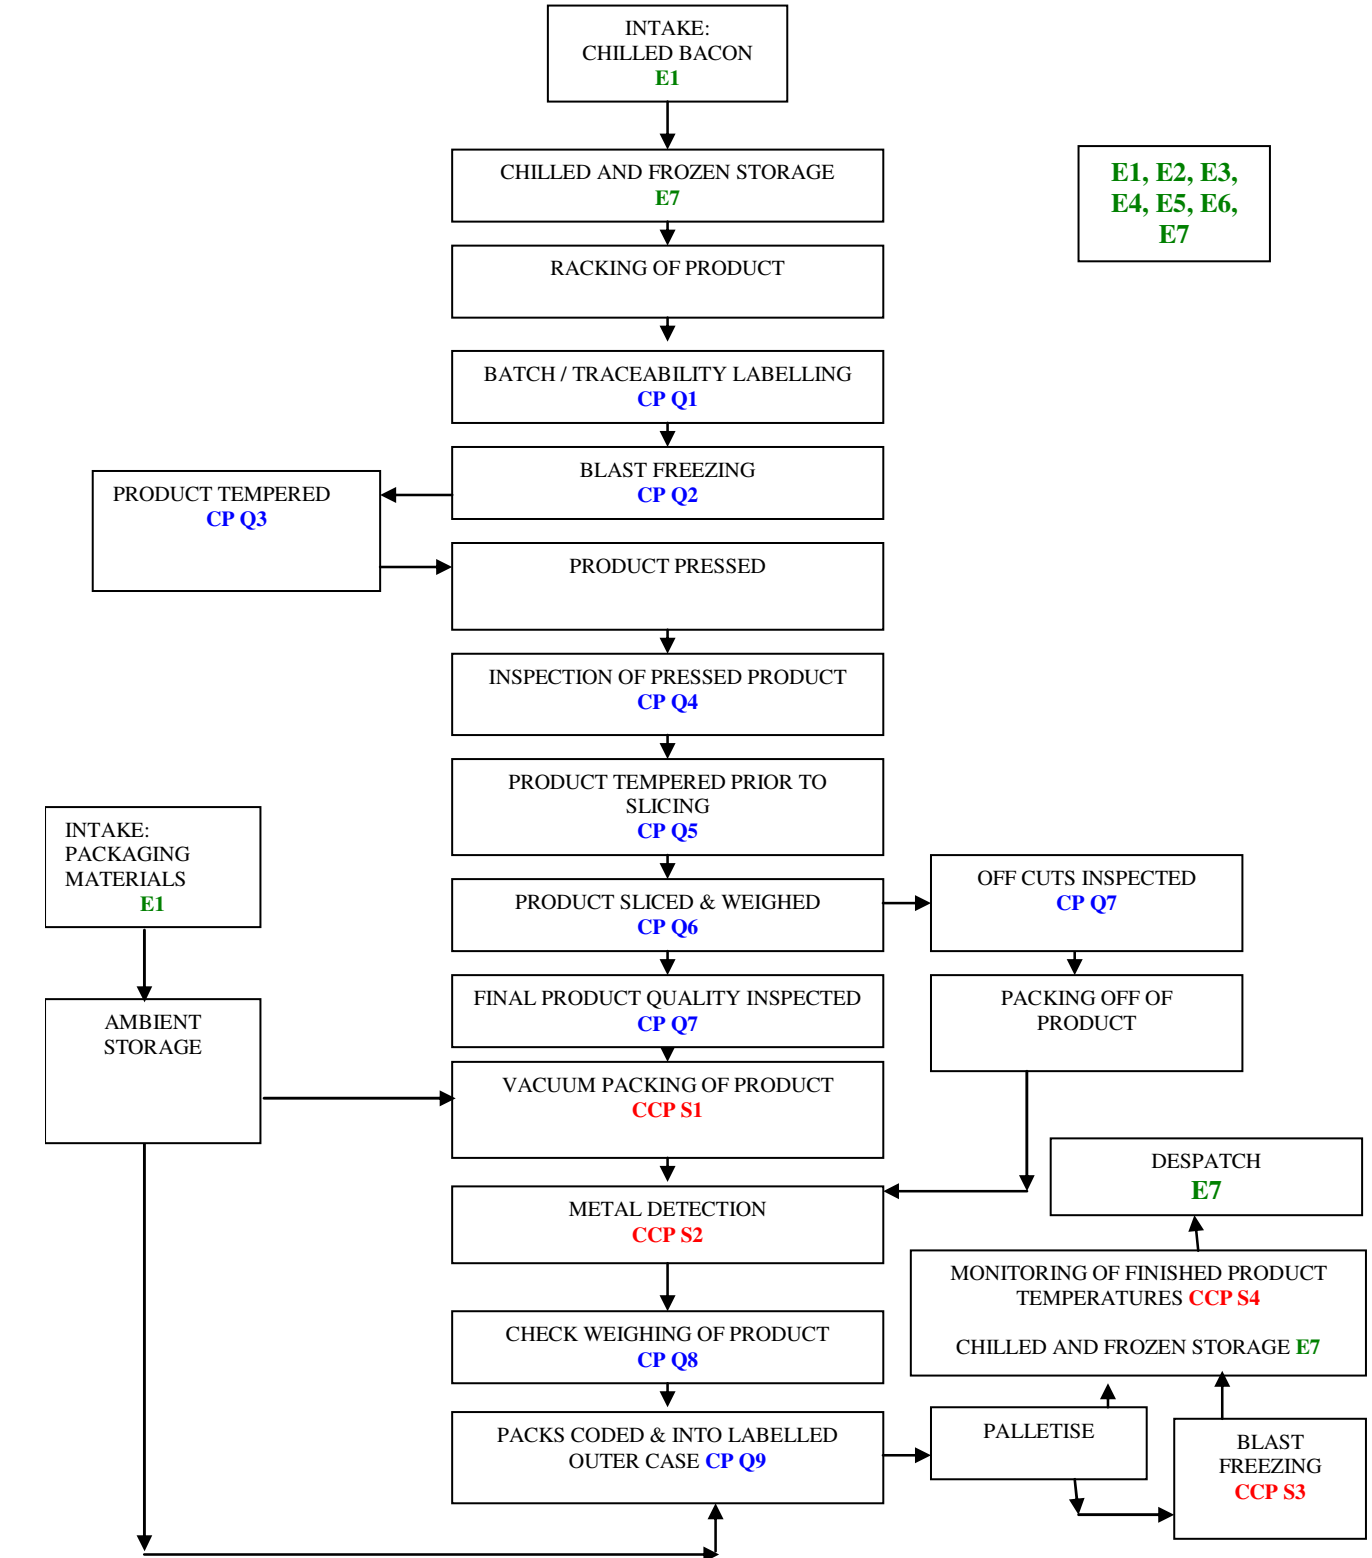 INTAKE:
CHILLED BACON
E1
CHILLED AND FROZEN STORAGE
E7
E1, E2, E3,
E4, E5, E6,
E7
RACKING OF PRODUCT
BATCH / TRACEABILITY LABELLING
CP Q1
BLAST FREEZING
CP Q2
PRODUCT TEMPERED
CP Q3
PRODUCT PRESSED
INSPECTION OF PRESSED PRODUCT
CP Q4
PRODUCT TEMPERED PRIOR TO
SLICING
CP Q5
INTAKE:
PACKAGING
MATERIALS
E1
PRODUCT SLICED & WEIGHED
CP Q6
OFF CUTS INSPECTED
CP Q7
FINAL PRODUCT QUALITY INSPECTED
CP Q7
PACKING OFF OF
PRODUCT
AMBIENT
STORAGE
VACUUM PACKING OF PRODUCT
CCP S1
METAL DETECTION
CCP S2
DESPATCH
E7
MONITORING OF FINISHED PRODUCT
TEMPERATURES CCP S4
CHILLED AND FROZEN STORAGE E7
CHECK WEIGHING OF PRODUCT
CP Q8
PACKS CODED & INTO LABELLED
OUTER CASE CP Q9
PALLETISE
BLAST
FREEZING
CCP S3